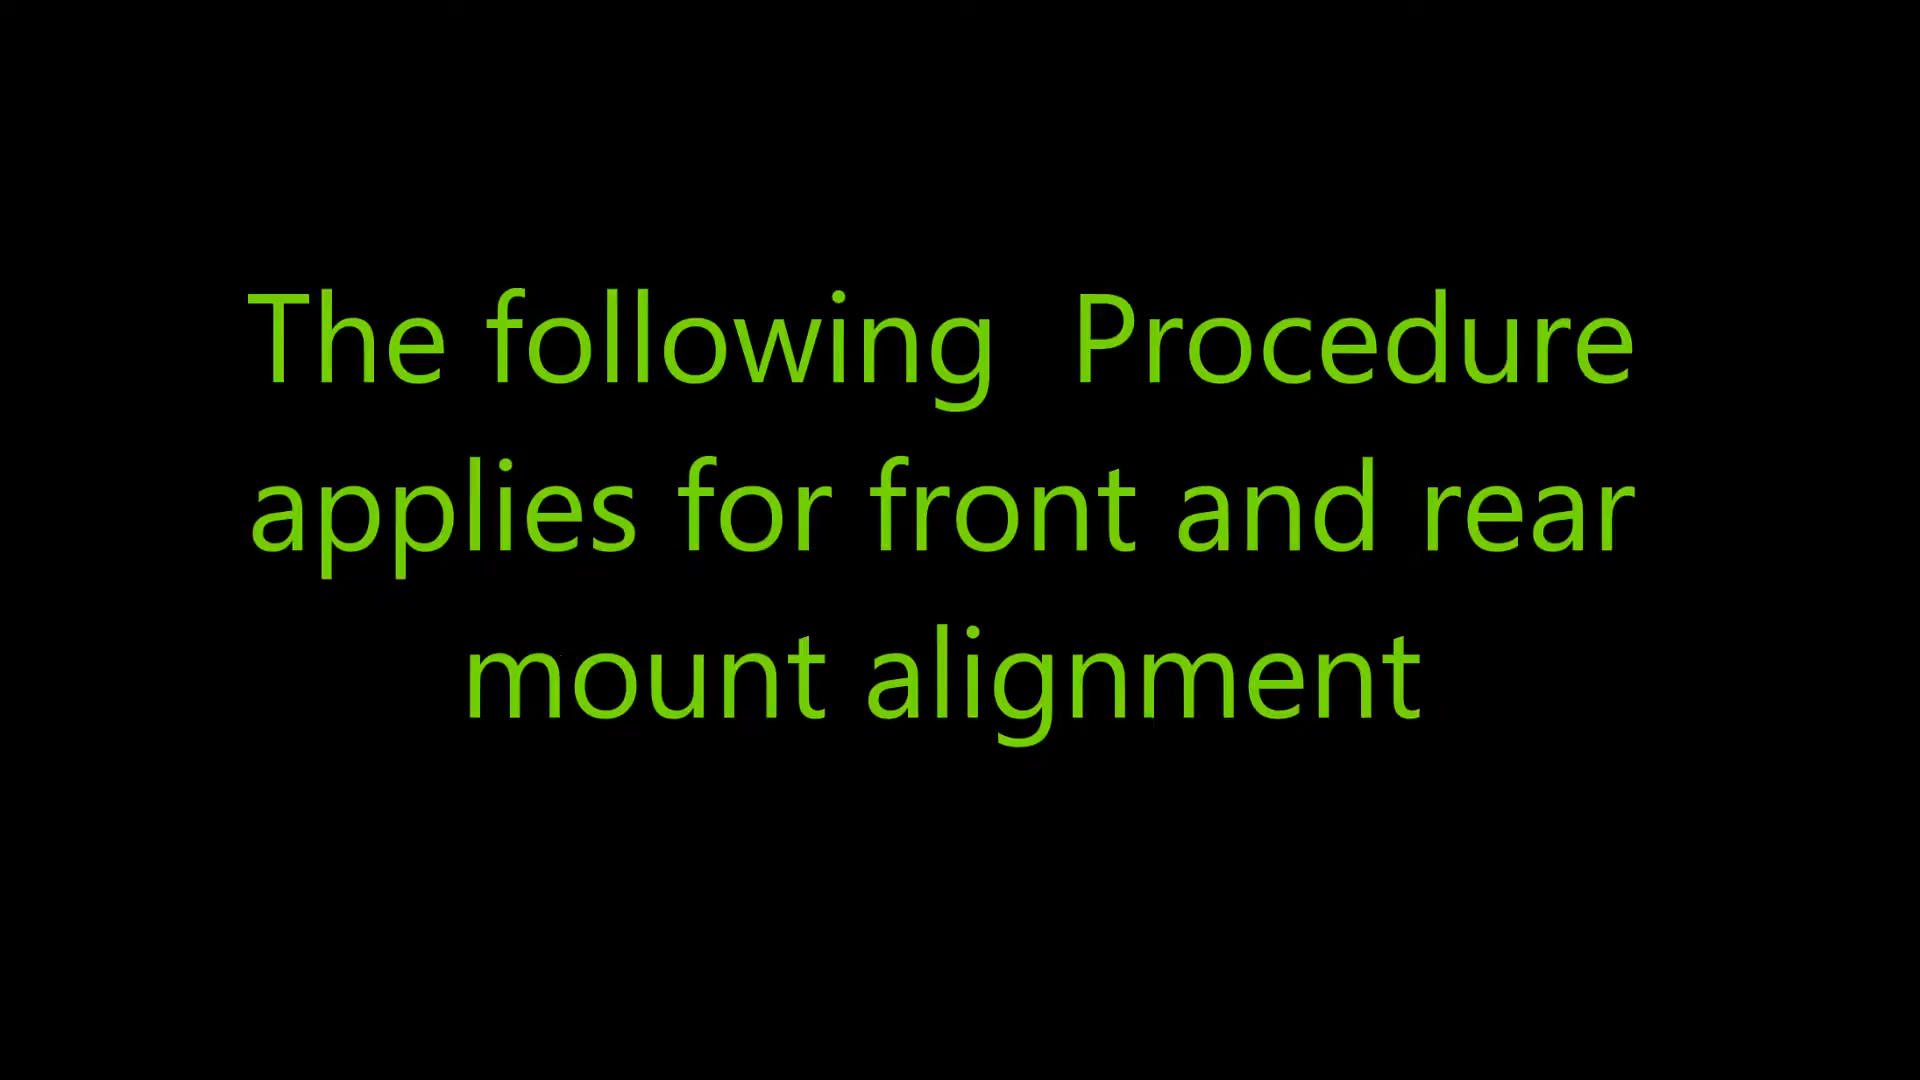 The following  Procedure
applies for front and rear
mount alignment